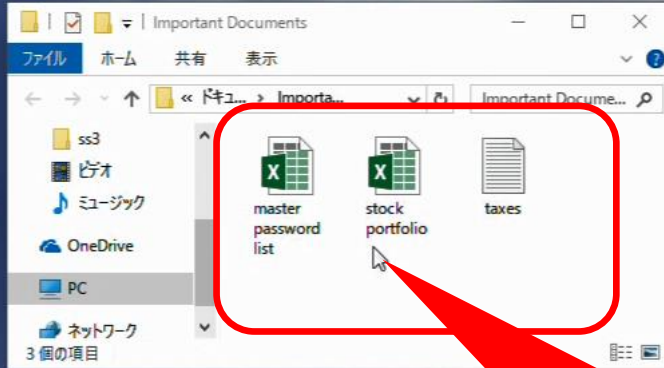 Important Documents
ファイル ホーム 共有 表示
« ドキュ... > Importa... Important Docume...
ss3
ビデオ
ミュージック
OneDrive
PC
ネットワーク
master
password
list
stock
portfolio
taxes
3 個の項目